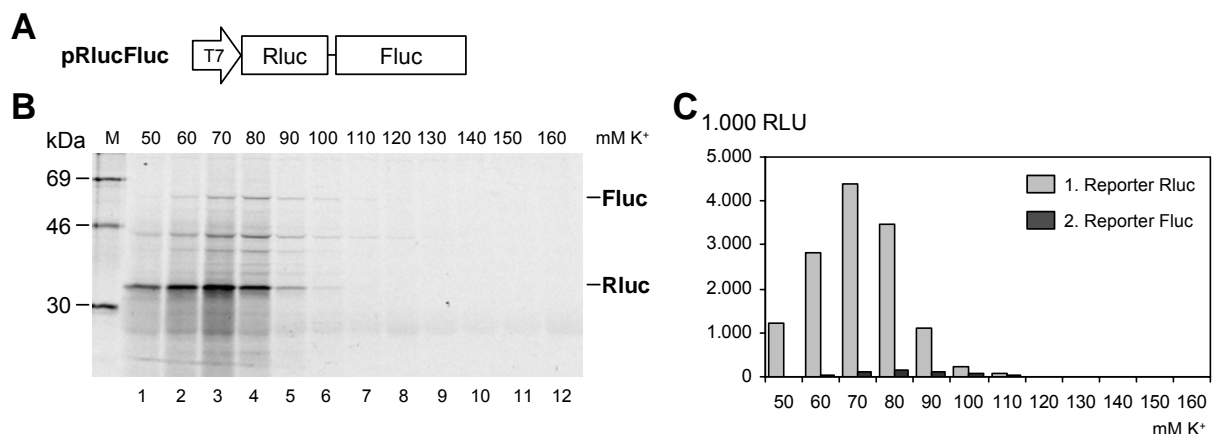 A
pRlucFluc T7 Rluc Fluc
B
kDa M 50 60 70 80 90 100 110 120 130 140 150 160 mM K⁺
69
46
30
Fluc
Rluc
1 2 3 4 5 6 7 8 9 10 11 12
C
1.000 RLU
5.000
4.000
3.000
2.000
1.000
0
1. Reporter Rluc
2. Reporter Fluc
50 60 70 80 90 100 110 120 130 140 150 160
mM K⁺